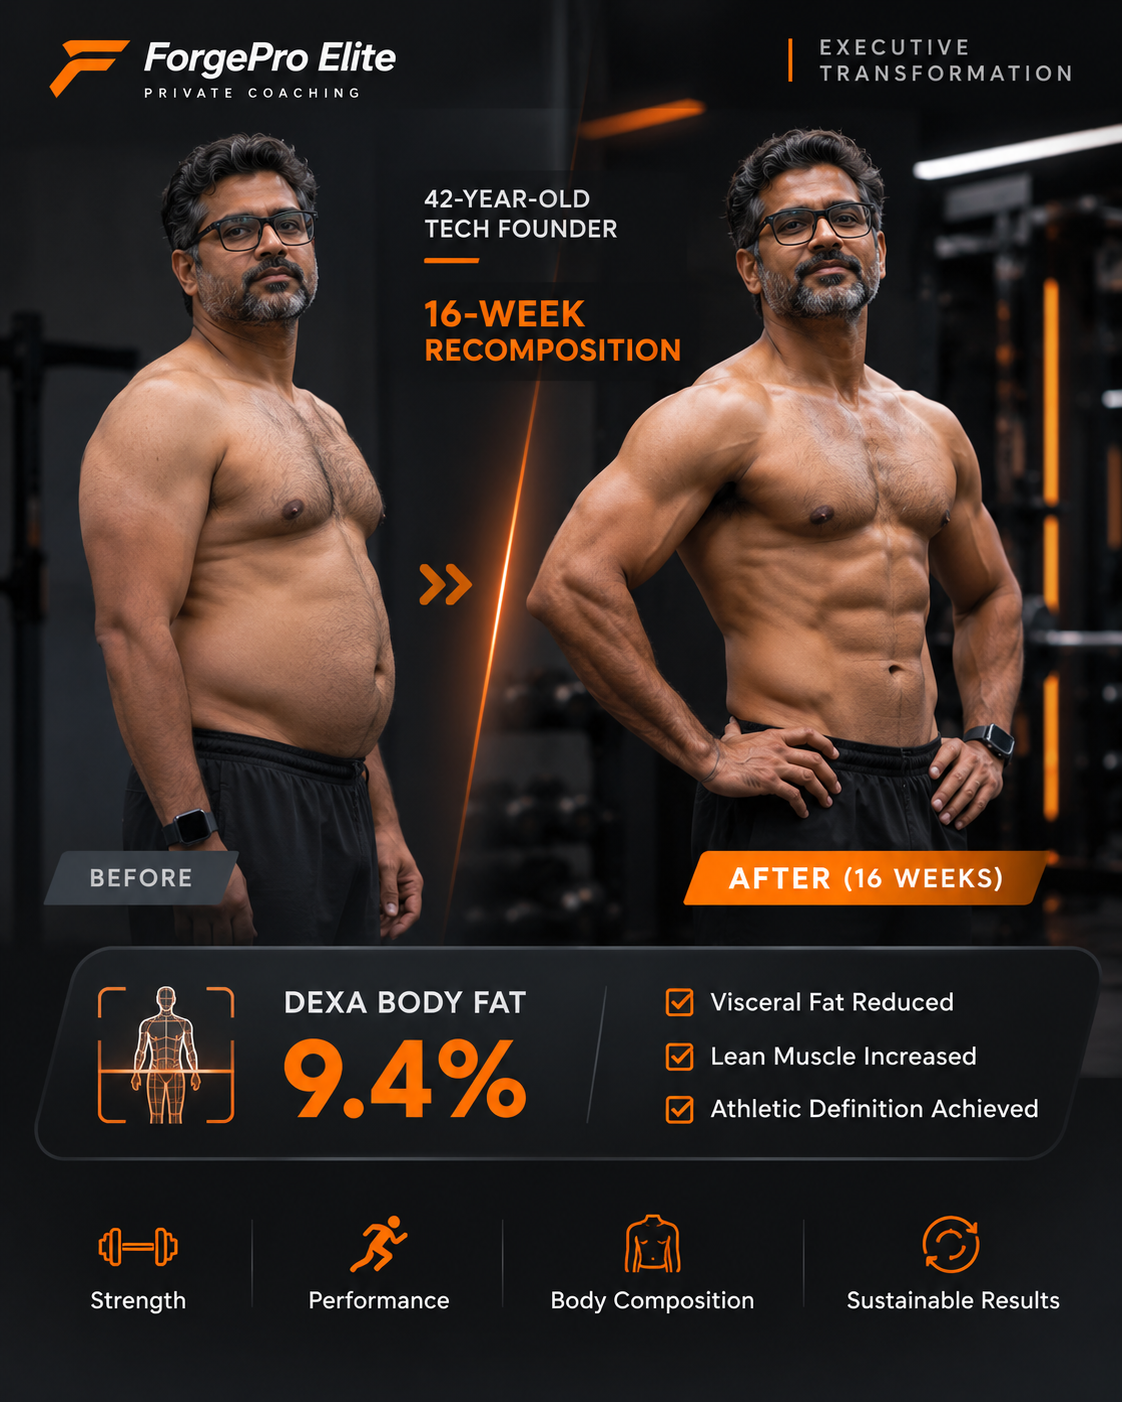 ForgePro Elite
PRIVATE COACHING
EXECUTIVE
TRANSFORMATION
42-YEAR-OLD
TECH FOUNDER
16-WEEK
RECOMPOSITION
BEFORE
AFTER (16 WEEKS)
DEXA BODY FAT
9.4%
Visceral Fat Reduced
Lean Muscle Increased
Athletic Definition Achieved
Strength
Performance
Body Composition
Sustainable Results